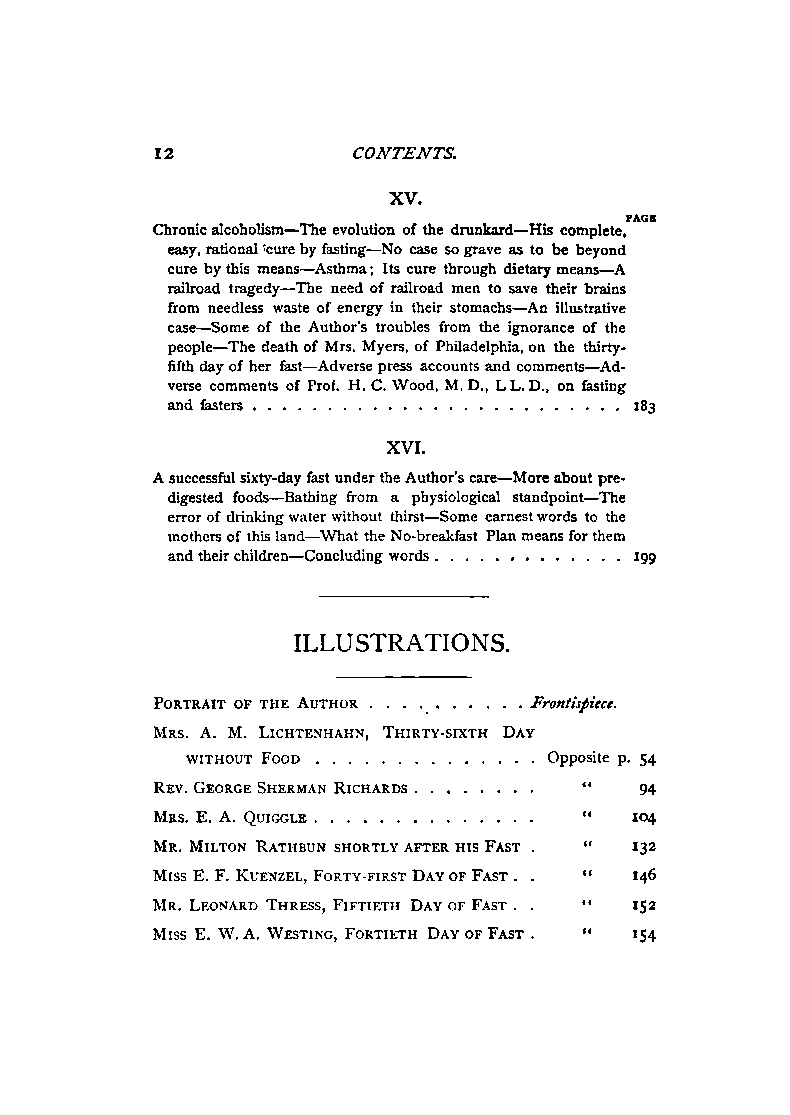 12 CONTENTS.
XV.
PAGE
Chronic alcoholism—The evolution of the drunkard—His complete,
easy, rational cure by fasting—No case so grave as to be beyond
cure by this means—Asthma; Its cure through dietary means—A
railroad tragedy—The need of railroad men to save their brains
from needless waste of energy in their stomachs—An illustrative
case—Some of the Author's troubles from the ignorance of the
people—The death of Mrs. Myers, of Philadelphia, on the thirty-
fifth day of her fast—Adverse press accounts and comments—Ad-
verse comments of Prof. H. C. Wood, M. D., LL. D., on fasting
and fasters . . . . . . . . . . . . . . . . . . . . . . . . . 183
XVI.
A successful sixty-day fast under the Author's care—More about pre-
digested foods—Bathing from a physiological standpoint—The
error of drinking water without thirst—Some earnest words to the
mothers of this land—What the No-breakfast Plan means for them
and their children—Concluding words . . . . . . . . . . . . . 199
ILLUSTRATIONS.
PORTRAIT OF THE AUTHOR . . . . . . . . . . . Frontispiece.
MRS. A. M. LICHTENHAHN, THIRTY-SIXTH DAY
WITHOUT FOOD . . . . . . . . . . . . . . Opposite p. 54
REV. GEORGE SHERMAN RICHARDS . . . . . . . . " 94
MRS. E. A. QUIGGLE . . . . . . . . . . . . . . " 104
MR. MILTON RATHBUN SHORTLY AFTER HIS FAST . " 132
MISS E. F. KUENZEL, FORTY-FIRST DAY OF FAST . . " 146
MR. LEONARD THRESS, FIFTIETH DAY OF FAST . . " 152
MISS E. W. A. WESTING, FORTIETH DAY OF FAST . " 154